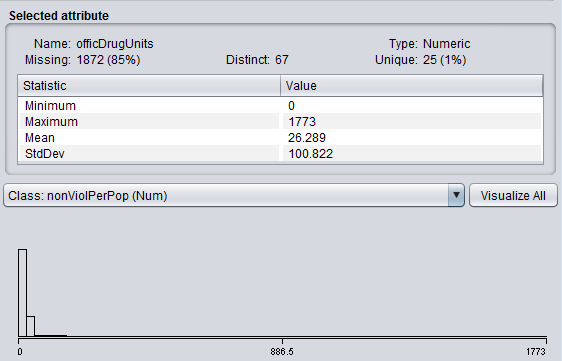 Selected attribute
Name: officDrugUnits Type: Numeric
Missing: 1872 (85%) Distinct: 67 Unique: 25 (1%)
Statistic Value
Minimum 0
Maximum 1773
Mean 26.289
StdDev 100.822
Class: nonViolPerPop (Num) Visualize All
0 886.5 1773